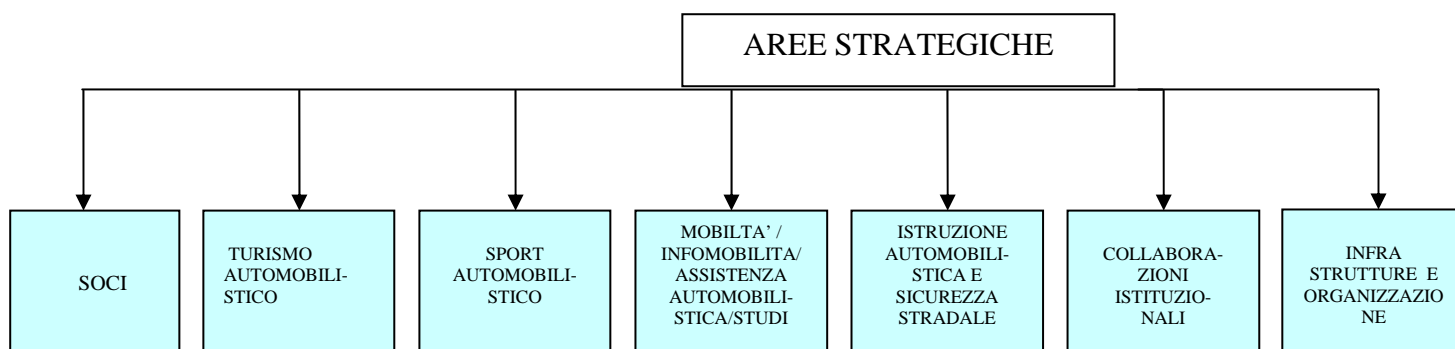 AREE STRATEGICHE
SOCI
TURISMO
AUTOMOBILI-
STICO
SPORT
AUTOMOBILI-
STICO
MOBILTA’ /
INFOMOBILITA/
ASSISTENZA
AUTOMOBILI-
STICA/STUDI
ISTRUZIONE
AUTOMOBILI-
STICA E
SICUREZZA
STRADALE
COLLABORA-
ZIONI
ISTITUZIO-
NALI
INFRA
STRUTTURE E
ORGANIZZAZIO
NE